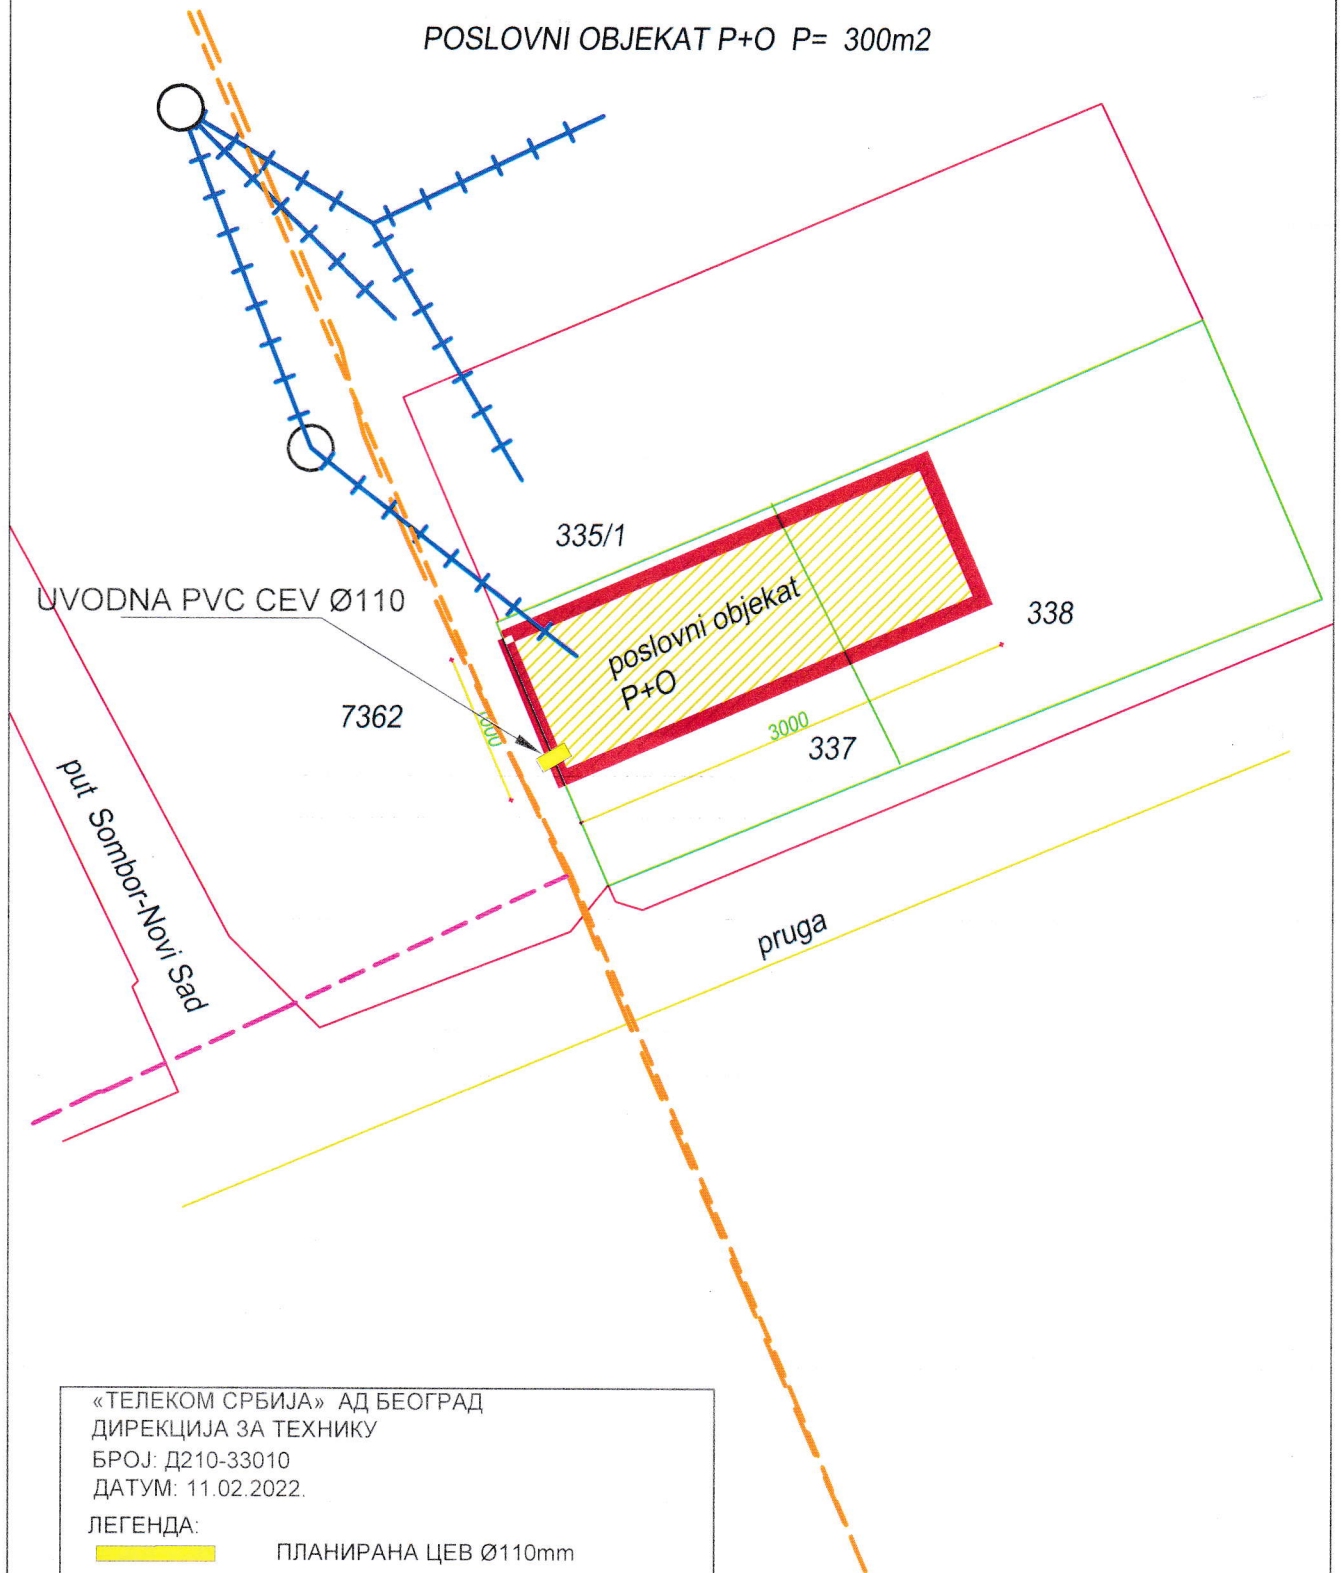 POSLOVNI OBJEKAT P+O P= 300m2
335/1
UVODNA PVC CEV Ø110
poslovni objekat
P+O
338
7362
1000
3000
337
put Sombor-Novi Sad
pruga
«ТЕЛЕКОМ СРБИЈА» АД БЕОГРАД
ДИРЕКЦИЈА ЗА ТЕХНИКУ
БРОЈ: Д210-33010
ДАТУМ: 11.02.2022.
ЛЕГЕНДА:
ПЛАНИРАНА ЦЕВ Ø110mm